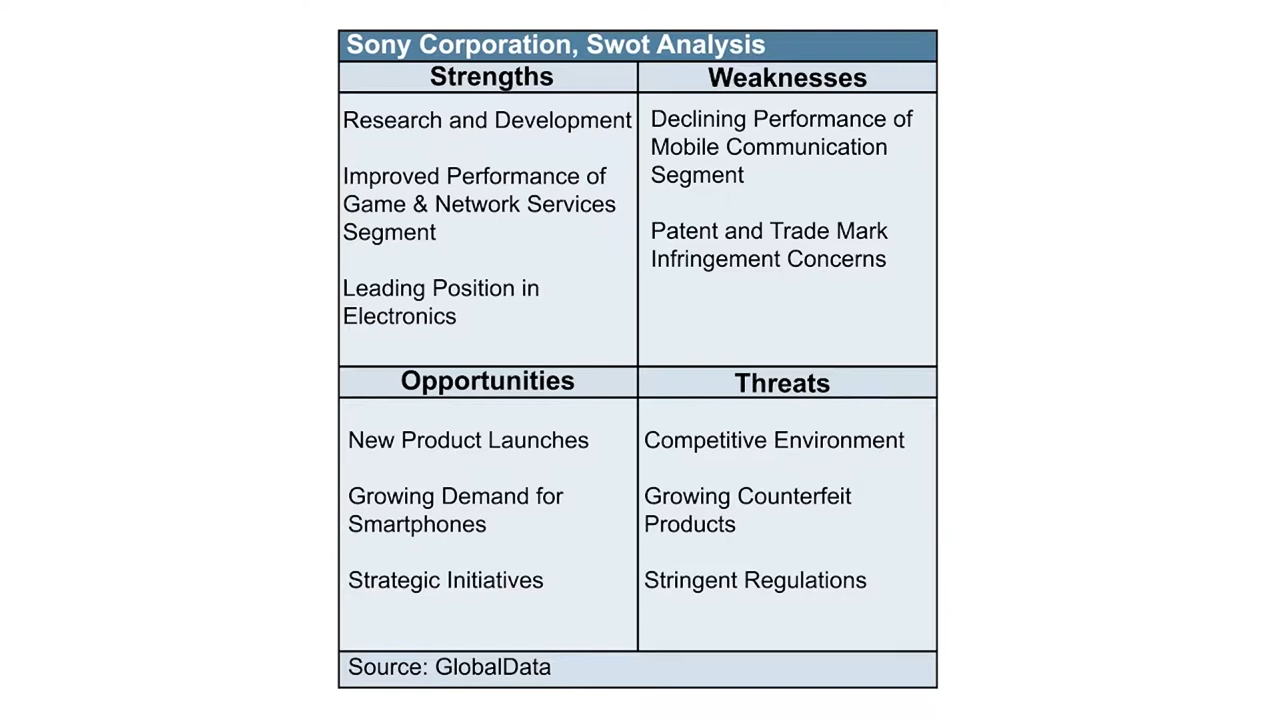 Sony Corporation, Swot Analysis
Strengths
Research and Development
Improved Performance of
Game & Network Services
Segment
Leading Position in
Electronics
Weaknesses
Declining Performance of
Mobile Communication
Segment
Patent and Trade Mark
Infringement Concerns
Opportunities
New Product Launches
Growing Demand for
Smartphones
Strategic Initiatives
Threats
Competitive Environment
Growing Counterfeit
Products
Stringent Regulations
Source: GlobalData